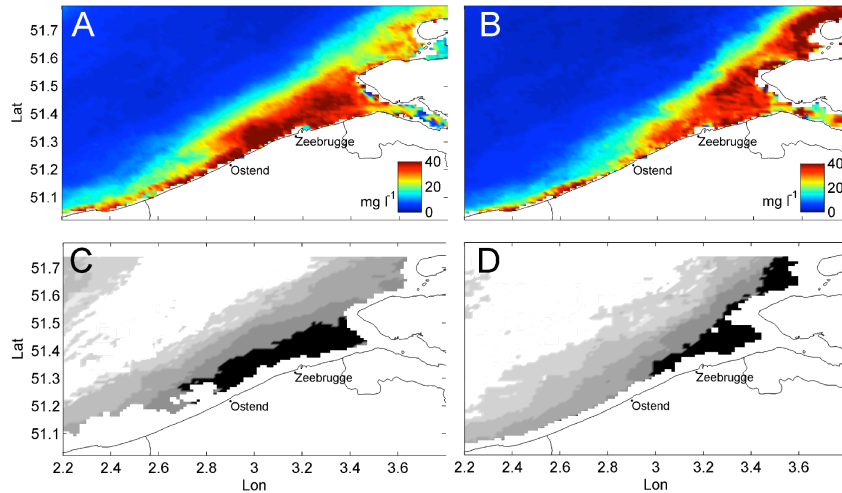 A
B
51.7
51.6
51.5
51.4
51.3
51.2
51.1
Lat
Zeebrugge
Ostend
40
20
0
mg l-1
Zeebrugge
Ostend
40
20
0
mg l-1
C
D
51.7
51.6
51.5
51.4
51.3
51.2
51.1
Lat
Zeebrugge
Ostend
Zeebrugge
Ostend
2.2 2.4 2.6 2.8 3 3.2 3.4 3.6
2.2 2.4 2.6 2.8 3 3.2 3.4 3.6
Lon
Lon